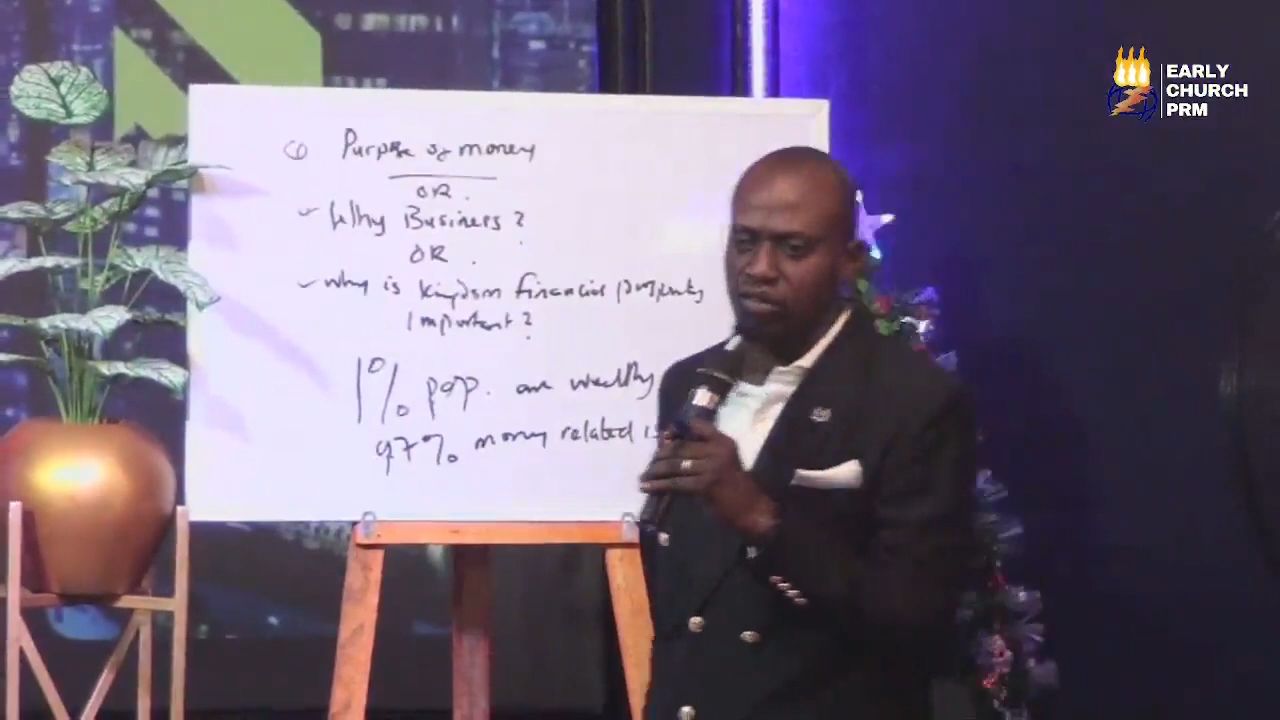 Purpose of money
OR.
Why Business?
OR.
Why is Kingdom financial prosperity
Important?
1% pop. are wealthy
97% money related
EARLY
CHURCH
PRM